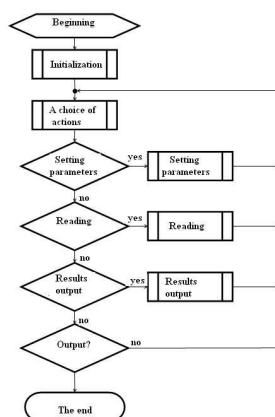 Beginning
Initialization
A choice of
actions
Setting
parameters
yes
Setting
parameters
no
Reading
yes
Reading
no
Results
output
yes
Results
output
no
Output?
no
The end